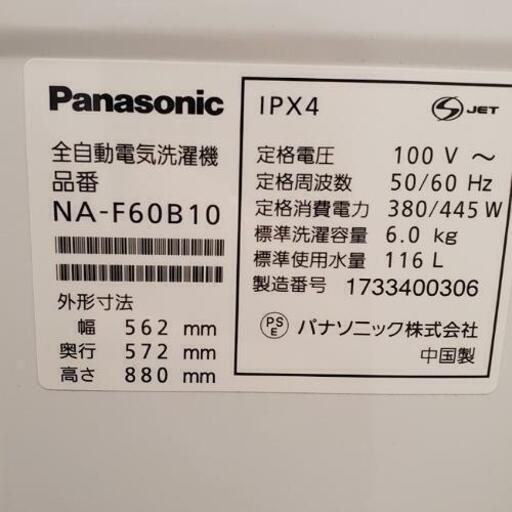 Panasonic
全自動電気洗濯機
品番
NA-F60B10
外形寸法
幅 562 mm
奥行 572 mm
高さ 880 mm
IPX4
S JET
定格電圧 100 V ～
定格周波数 50/60 Hz
定格消費電力 380/445 W
標準洗濯容量 6.0 kg
標準使用水量 116 L
製造番号 1733400306
PSE パナソニック株式会社
中国製